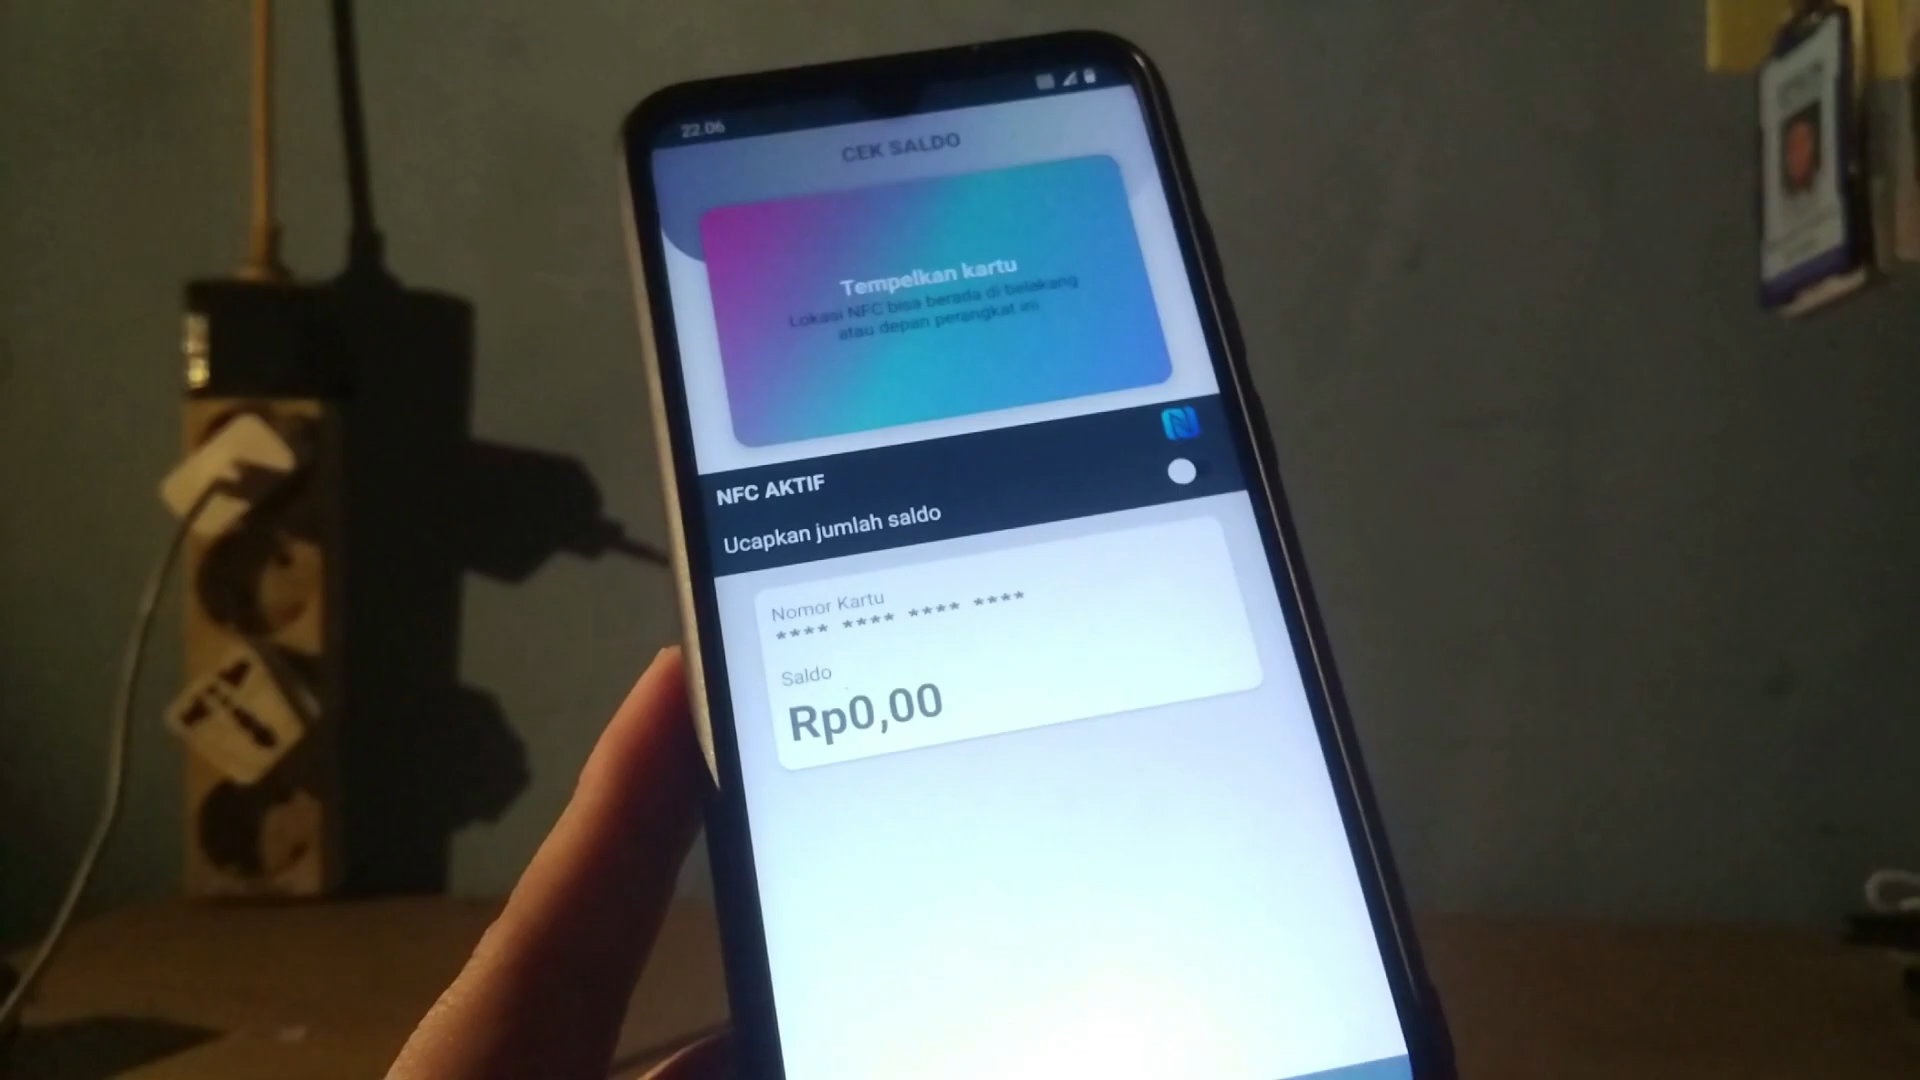 22.06
CEK SALDO
Tempelkan kartu
Lokasi NFC bisa berada di belakang
atau depan perangkat ini
NFC AKTIF
Ucapkan jumlah saldo
Nomor Kartu
**** **** **** ****
Saldo
Rp0,00